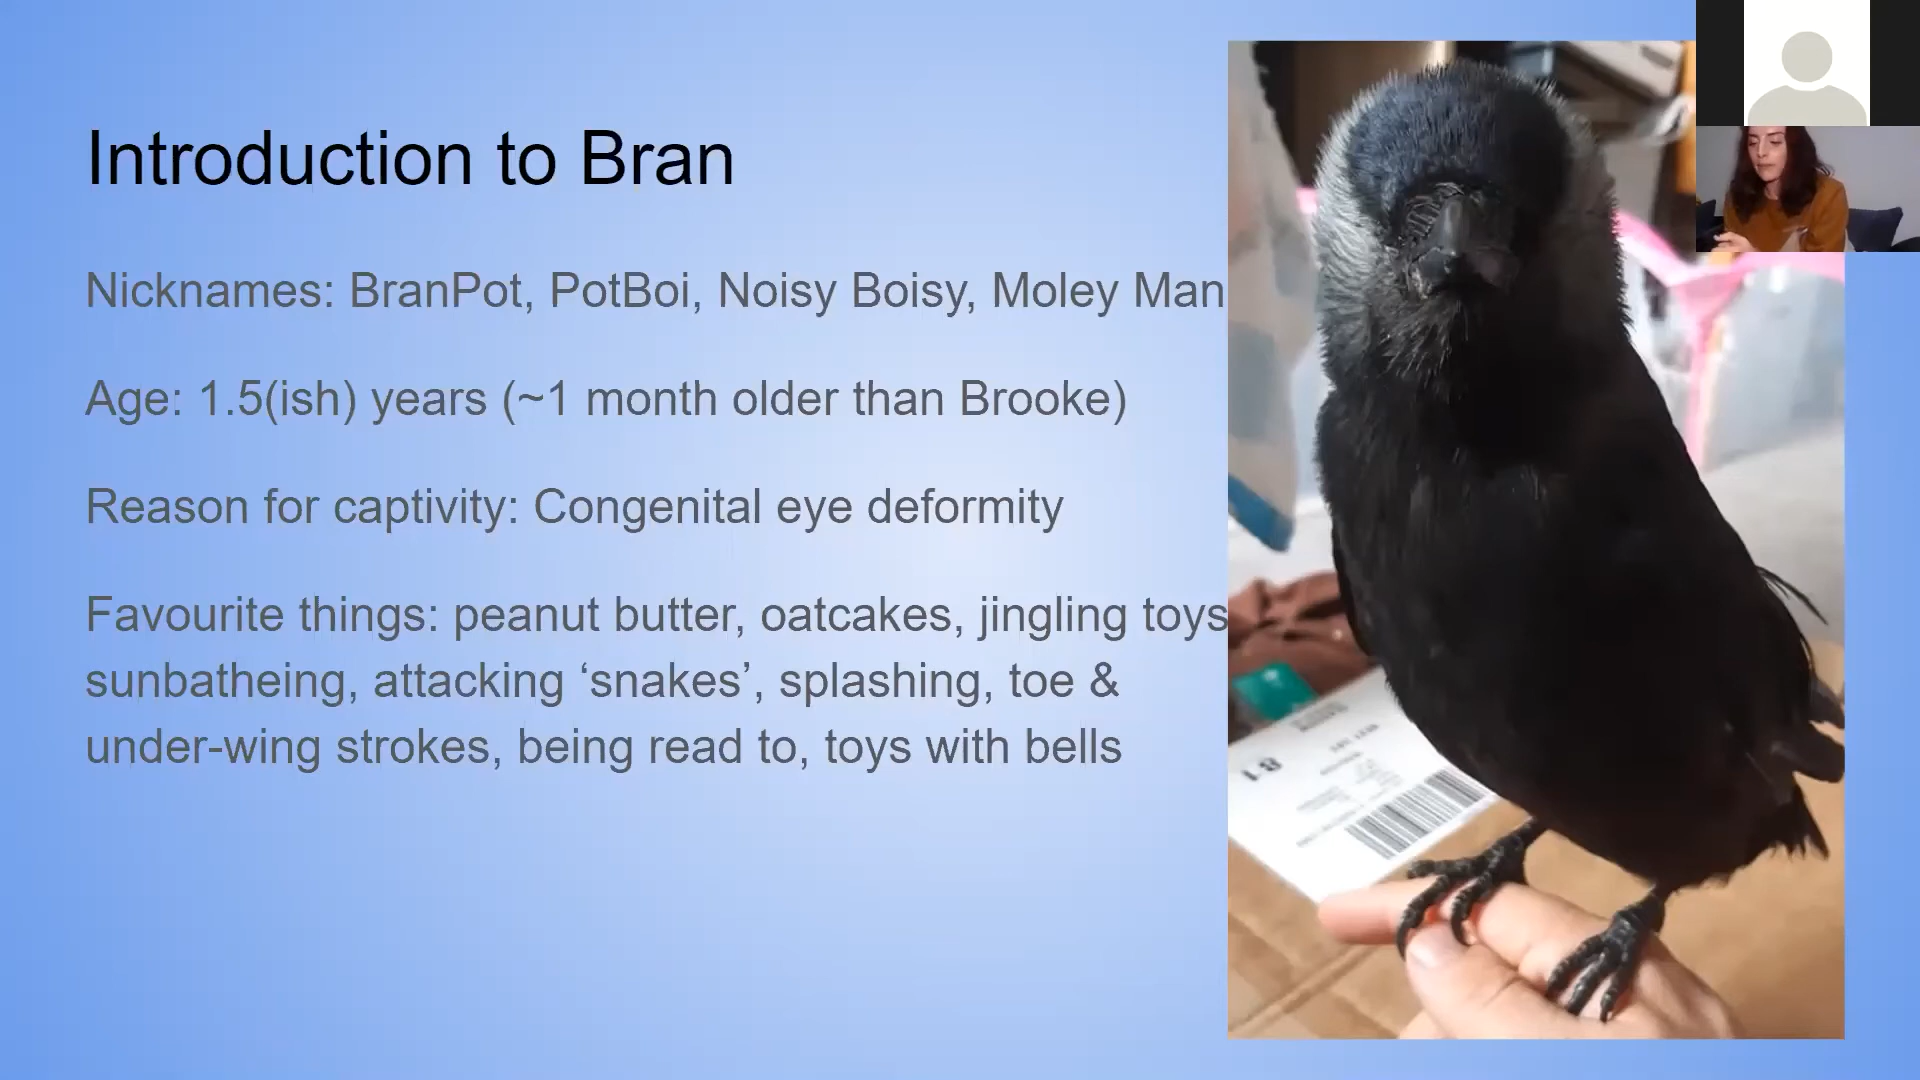 Introduction to Bran
Nicknames: BranPot, PotBoi, Noisy Boisy, Moley Man
Age: 1.5(ish) years (~1 month older than Brooke)
Reason for captivity: Congenital eye deformity
Favourite things: peanut butter, oatcakes, jingling toys
sunbatheing, attacking ‘snakes’, splashing, toe &
under-wing strokes, being read to, toys with bells